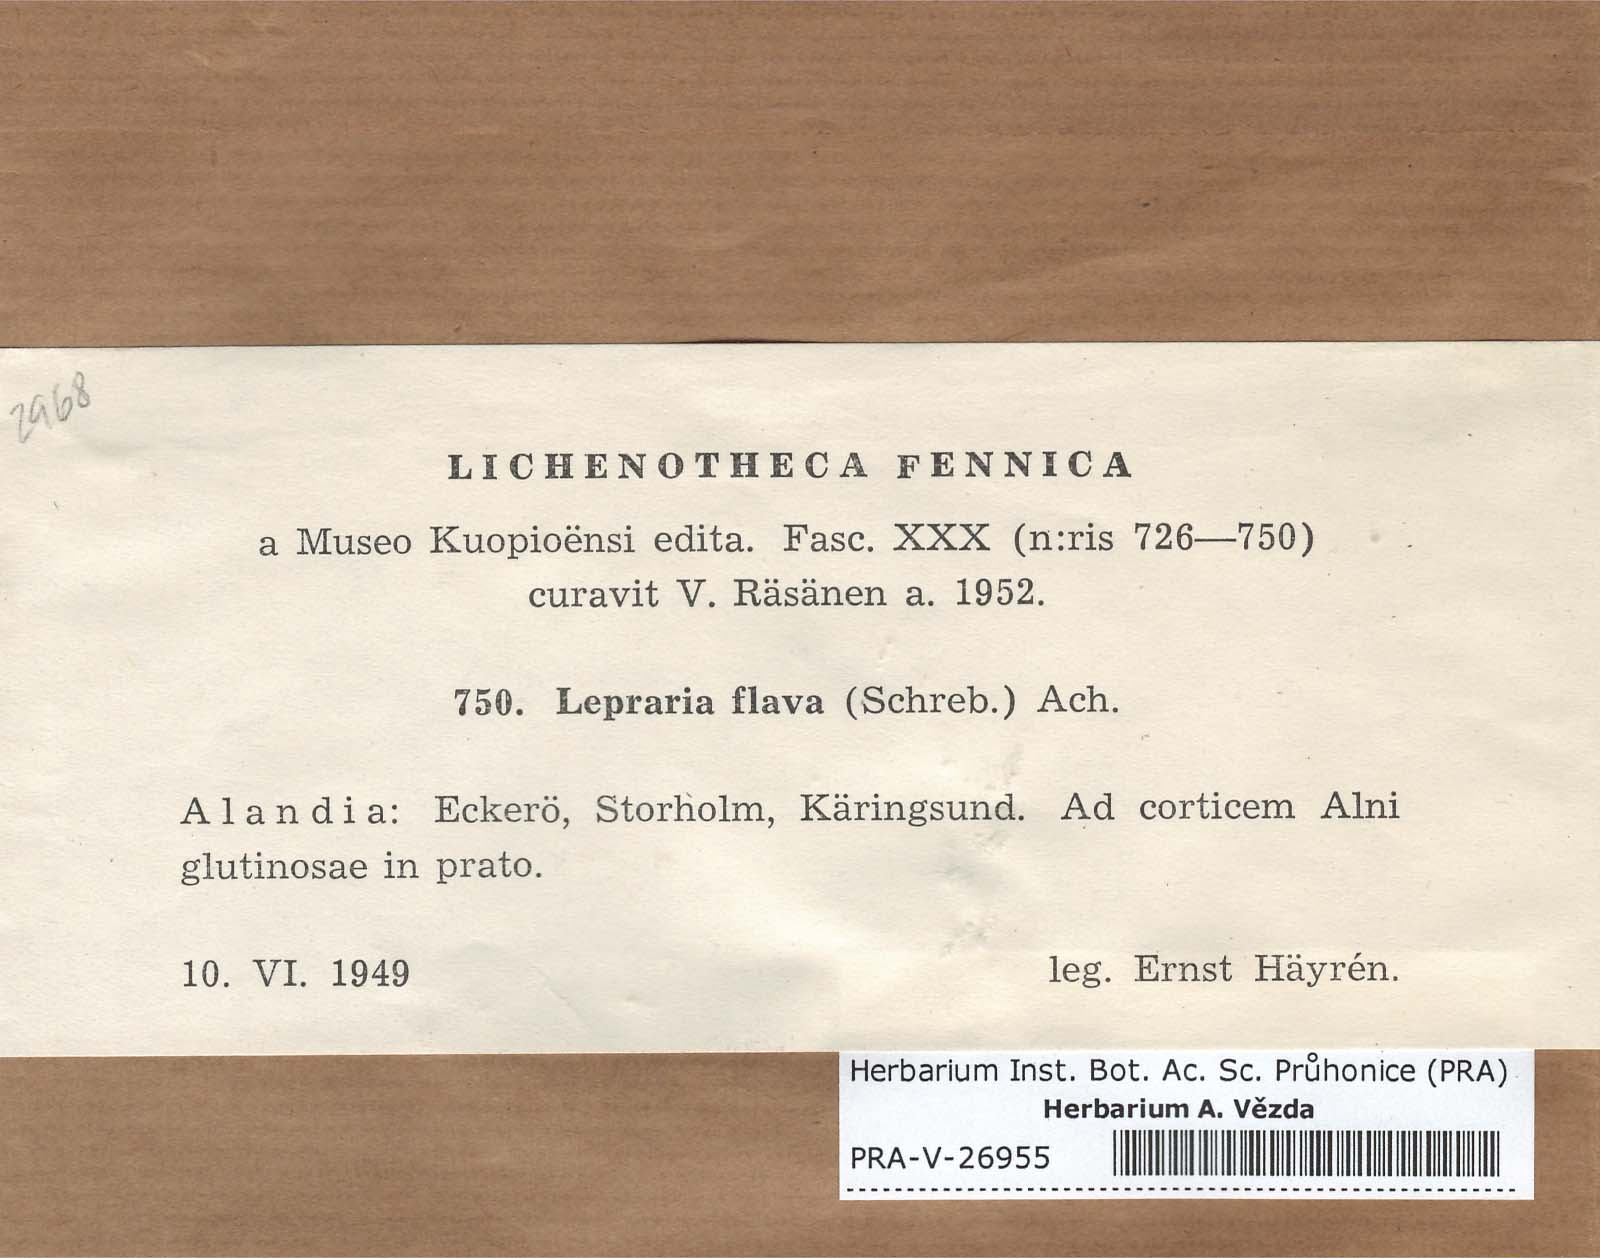 2968
LICHENOTHECA FENNICA
a Museo Kuopioënsi edita. Fasc. XXX (n:ris 726—750)
curavit V. Räsänen a. 1952.
750. Lepraria flava (Schreb.) Ach.
Alandia: Eckerö, Storholm, Käringsund. Ad corticem Alni
glutinosae in prato.
10. VI. 1949 leg. Ernst Häyrén.
Herbarium Inst. Bot. Ac. Sc. Průhonice (PRA)
Herbarium A. Vězda
PRA-V-26955